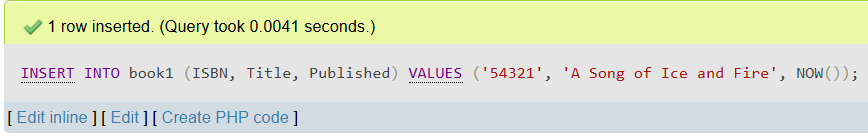 1 row inserted. (Query took 0.0041 seconds.)
INSERT INTO book1 (ISBN, Title, Published) VALUES ('54321', 'A Song of Ice and Fire', NOW());
[ Edit inline ] [ Edit ] [ Create PHP code ]